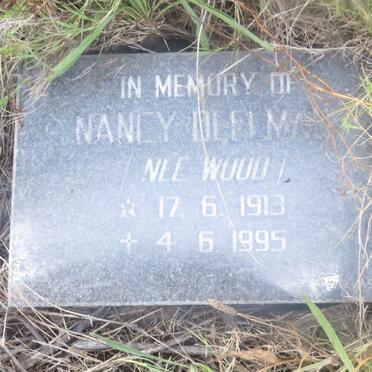 IN MEMORY OF
NANCY
(NEE WOOD)
☆ 17. 6. 1913
+ 4 6 1995